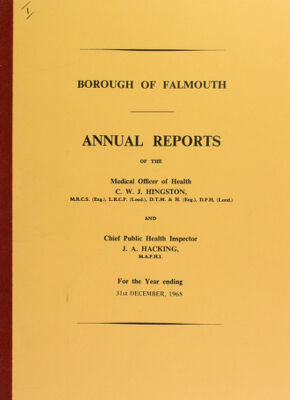 I
BOROUGH OF FALMOUTH
ANNUAL REPORTS
OF THE
Medical Officer of Health
C. W. J. HINGSTON,
M.R.C.S. (Eng.), L.R.C.P. (Lond.), D.T.M. & H. (Eng.), D.P.H. (Lond.)
AND
Chief Public Health Inspector
J. A. HACKING,
M.A.P.H.I.
For the Year ending
31st DECEMBER, 1968